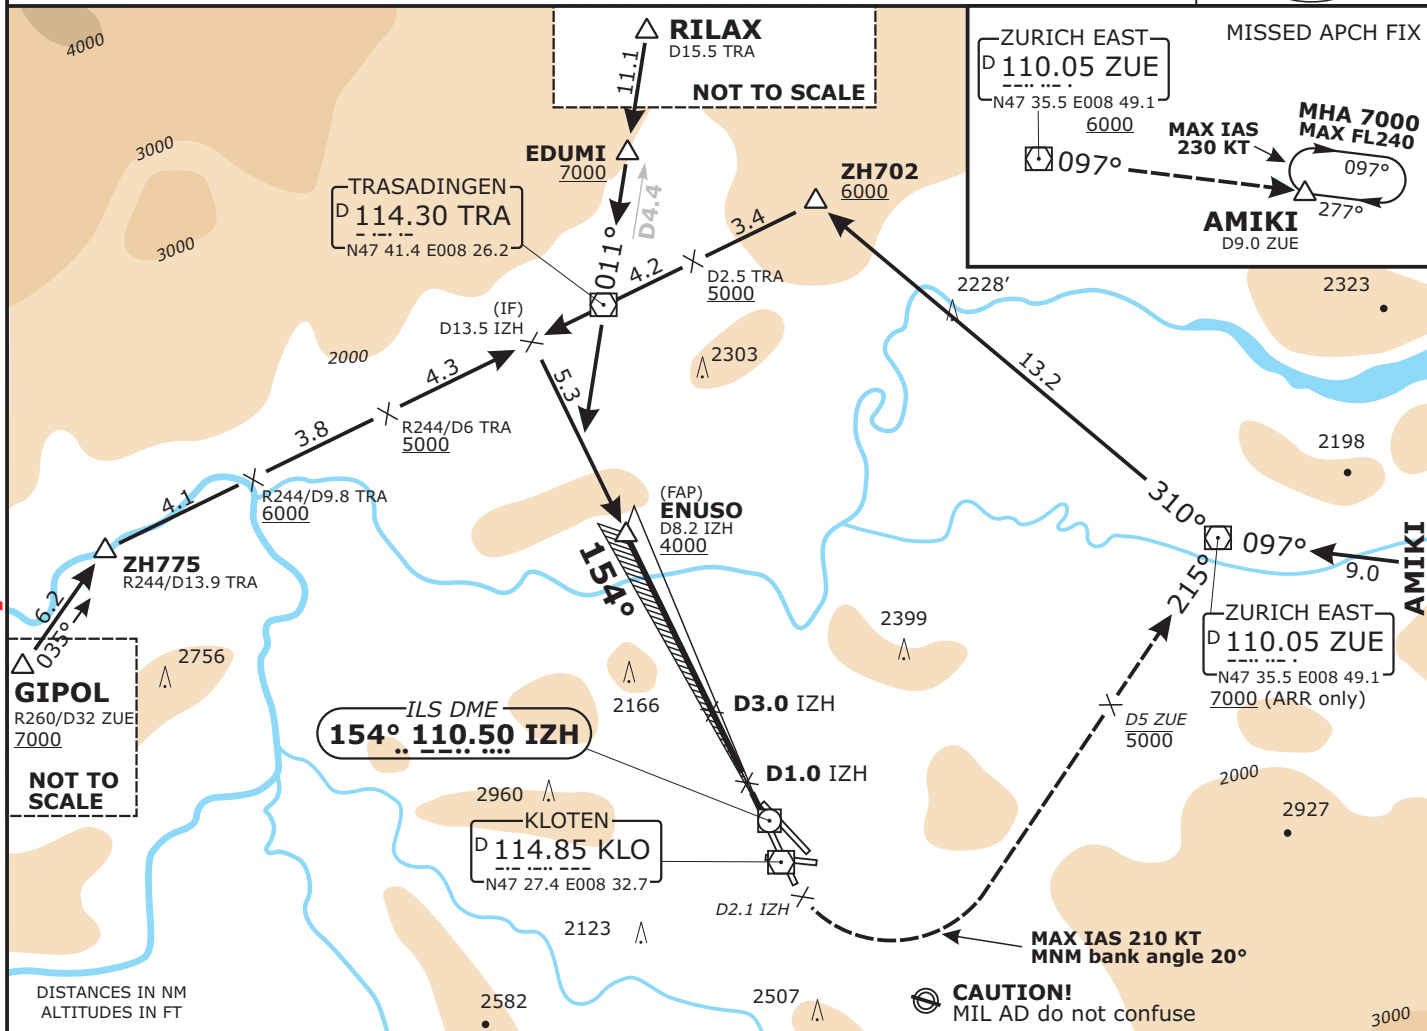 4000
3000
3000
RILAX
D15.5 TRA
11.1
NOT TO SCALE
EDUMI
7000
D4.4
011°
TRASADINGEN
D 114.30 TRA
N47 41.4 E008 26.2
ZH702
6000
3.4
4.2
D2.5 TRA
5000
ZURICH EAST
D 110.05 ZUE
N47 35.5 E008 49.1
6000
MISSED APCH FIX
MAX IAS
230 KT
MHA 7000
MAX FL240
097°
097°
277°
AMIKI
D9.0 ZUE
2228'
2323
(IF)
D13.5 IZH
2000
4.3
5.3
2303
13.2
3.8
R244/D6 TRA
5000
2198
4.1
R244/D9.8 TRA
6000
(FAP)
ENUSO
D8.2 IZH
4000
310°
097°
9.0
AMIKI
ZH775
R244/D13.9 TRA
154°
215°
6.2
035°
GIPOL
R260/D32 ZUE
7000
NOT TO
SCALE
2756
2399
ZURICH EAST
D 110.05 ZUE
N47 35.5 E008 49.1
7000 (ARR only)
2166
D3.0 IZH
D5 ZUE
5000
ILS DME
154° 110.50 IZH
D1.0 IZH
2000
2960
2927
KLOTEN
D 114.85 KLO
N47 27.4 E008 32.7
D2.1 IZH
2123
MAX IAS 210 KT
MNM bank angle 20°
DISTANCES IN NM
ALTITUDES IN FT
2582
2507
CAUTION!
MIL AD do not confuse
3000